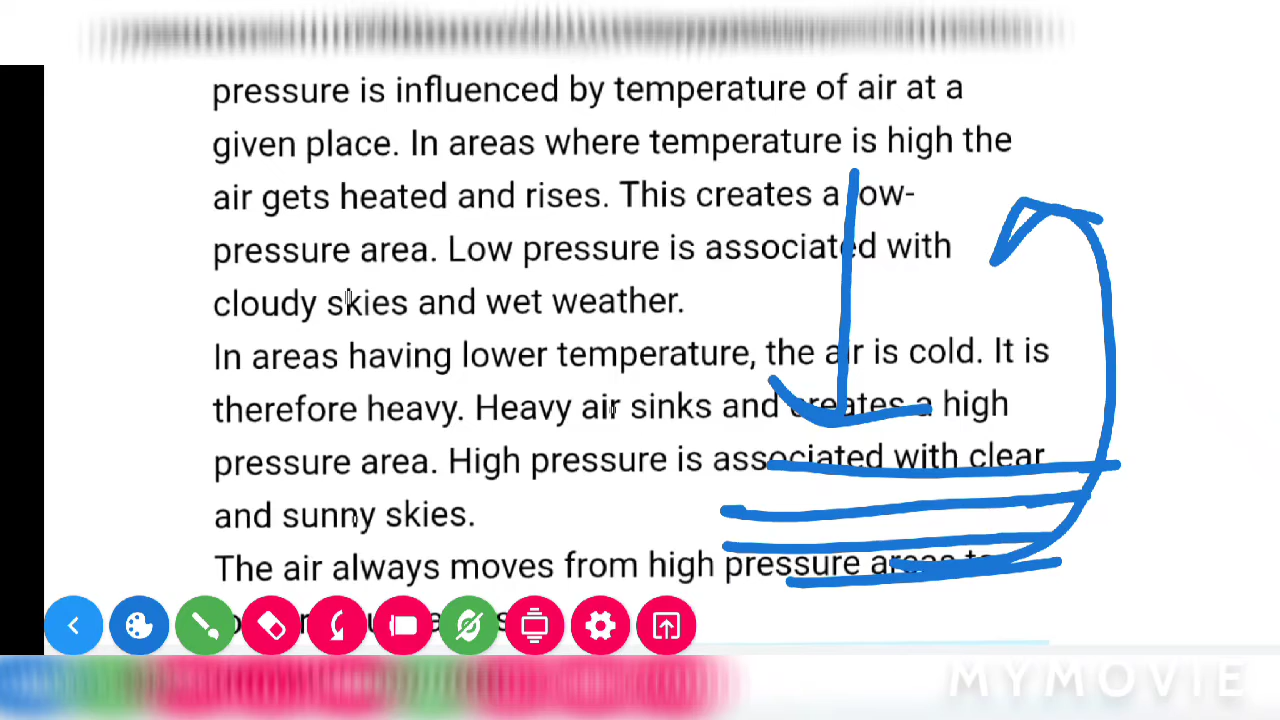 pressure is influenced by temperature of air at a
given place. In areas where temperature is high the
air gets heated and rises. This creates a low-
pressure area. Low pressure is associated with
cloudy skies and wet weather.
In areas having lower temperature, the air is cold. It is
therefore heavy. Heavy air sinks and creates a high
pressure area. High pressure is associated with clear
and sunny skies.
The air always moves from high pressure areas to
MYMOVIE